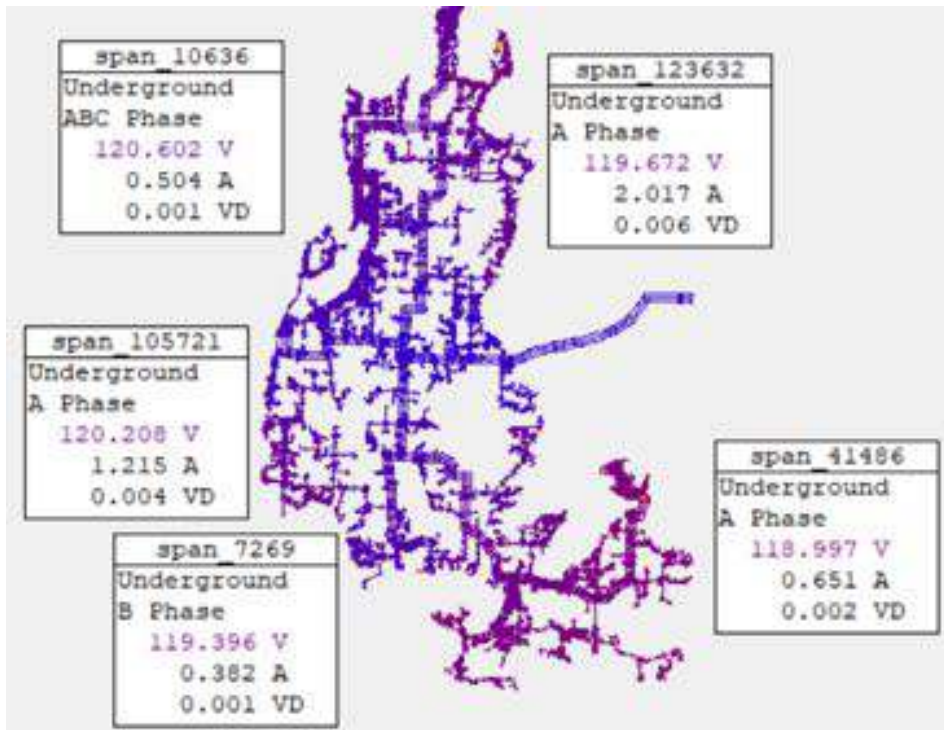 span_10636
Underground
ABC Phase
120.602 V
0.504 A
0.001 VD
span_123632
Underground
A Phase
119.672 V
2.017 A
0.006 VD
span_105721
Underground
A Phase
120.208 V
1.215 A
0.004 VD
span_41486
Underground
A Phase
118.997 V
0.651 A
0.002 VD
span_7269
Underground
B Phase
119.396 V
0.382 A
0.001 VD